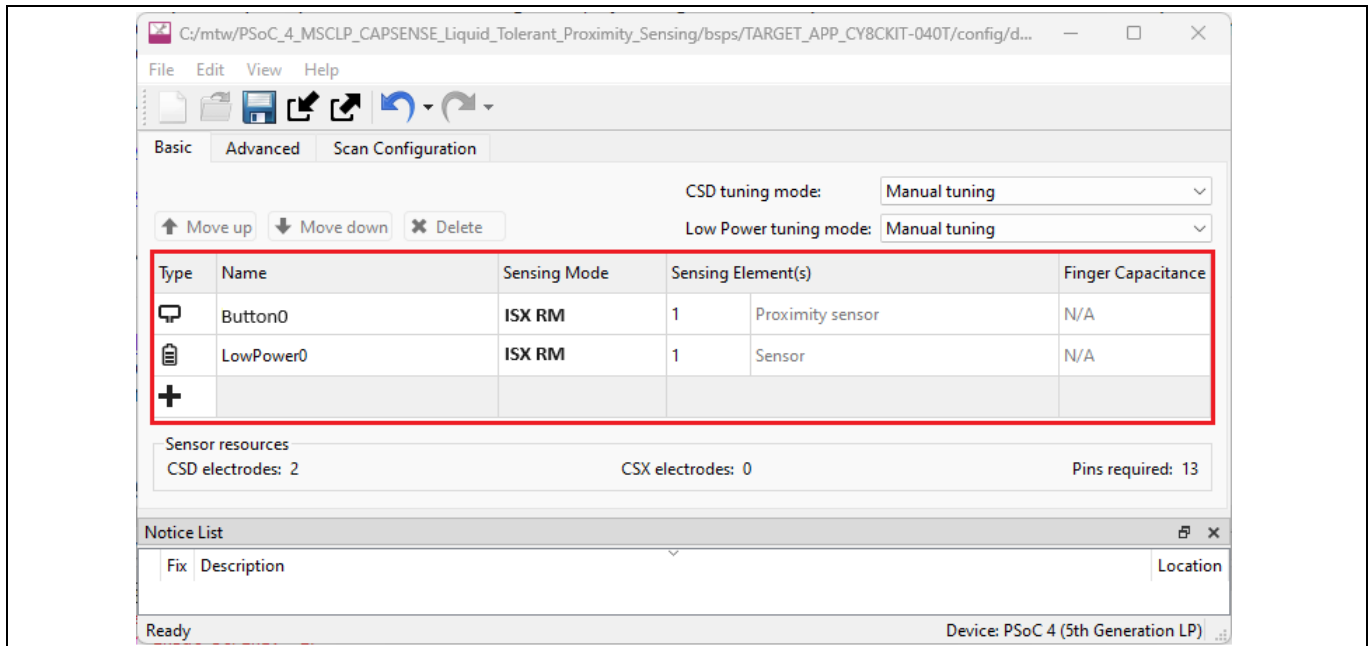 C:/mtw/PSoC_4_MSCLP_CAPSENSE_Liquid_Tolerant_Proximity_Sensing/bsps/TARGET_APP_CY8CKIT-040T/config/d...
File Edit View Help
Basic Advanced Scan Configuration
CSD tuning mode: Manual tuning
Move up Move down Delete Low Power tuning mode: Manual tuning
Type Name Sensing Mode Sensing Element(s) Finger Capacitance
Button0 ISX RM 1 Proximity sensor N/A
LowPower0 ISX RM 1 Sensor N/A
Sensor resources
CSD electrodes: 2 CSX electrodes: 0 Pins required: 13
Notice List
Fix Description Location
Ready Device: PSoC 4 (5th Generation LP)